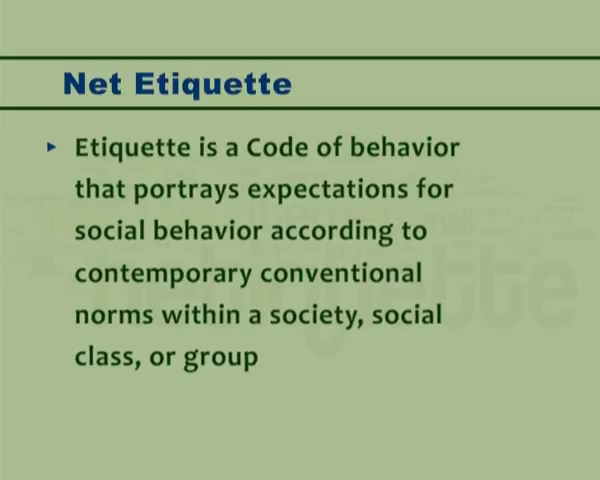 Net Etiquette
Etiquette is a Code of behavior
that portrays expectations for
social behavior according to
contemporary conventional
norms within a society, social
class, or group
netiquette